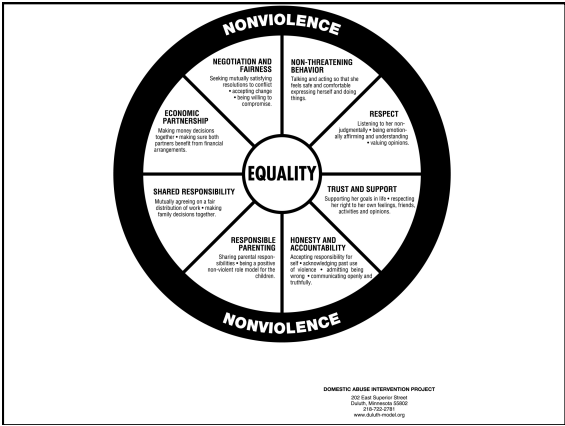 NONVIOLENCE
NEGOTIATION AND
FAIRNESS
Seeking mutually satisfying
resolutions to conflict
• accepting change
• being willing to
compromise.
NON-THREATENING
BEHAVIOR
Talking and acting so that she
feels safe and comfortable
expressing herself and doing
things.
ECONOMIC
PARTNERSHIP
Making money decisions
together • making sure both
partners benefit from financial
arrangements.
RESPECT
Listening to her non-
judgmentally • being emotion-
ally affirming and understanding
• valuing opinions.
EQUALITY
SHARED RESPONSIBILITY
Mutually agreeing on a fair
distribution of work • making
family decisions together.
TRUST AND SUPPORT
Supporting her goals in life • respecting
her right to her own feelings, friends,
activities and opinions.
RESPONSIBLE
PARENTING
Sharing parental respon-
sibilities • being a positive
non-violent role model for the
children.
HONESTY AND
ACCOUNTABILITY
Accepting responsibility for
self • acknowledging past use
of violence • admitting being
wrong • communicating openly and
truthfully.
NONVIOLENCE
DOMESTIC ABUSE INTERVENTION PROJECT
202 East Superior Street
Duluth, Minnesota 55802
218-722-2781
www.duluth-model.org